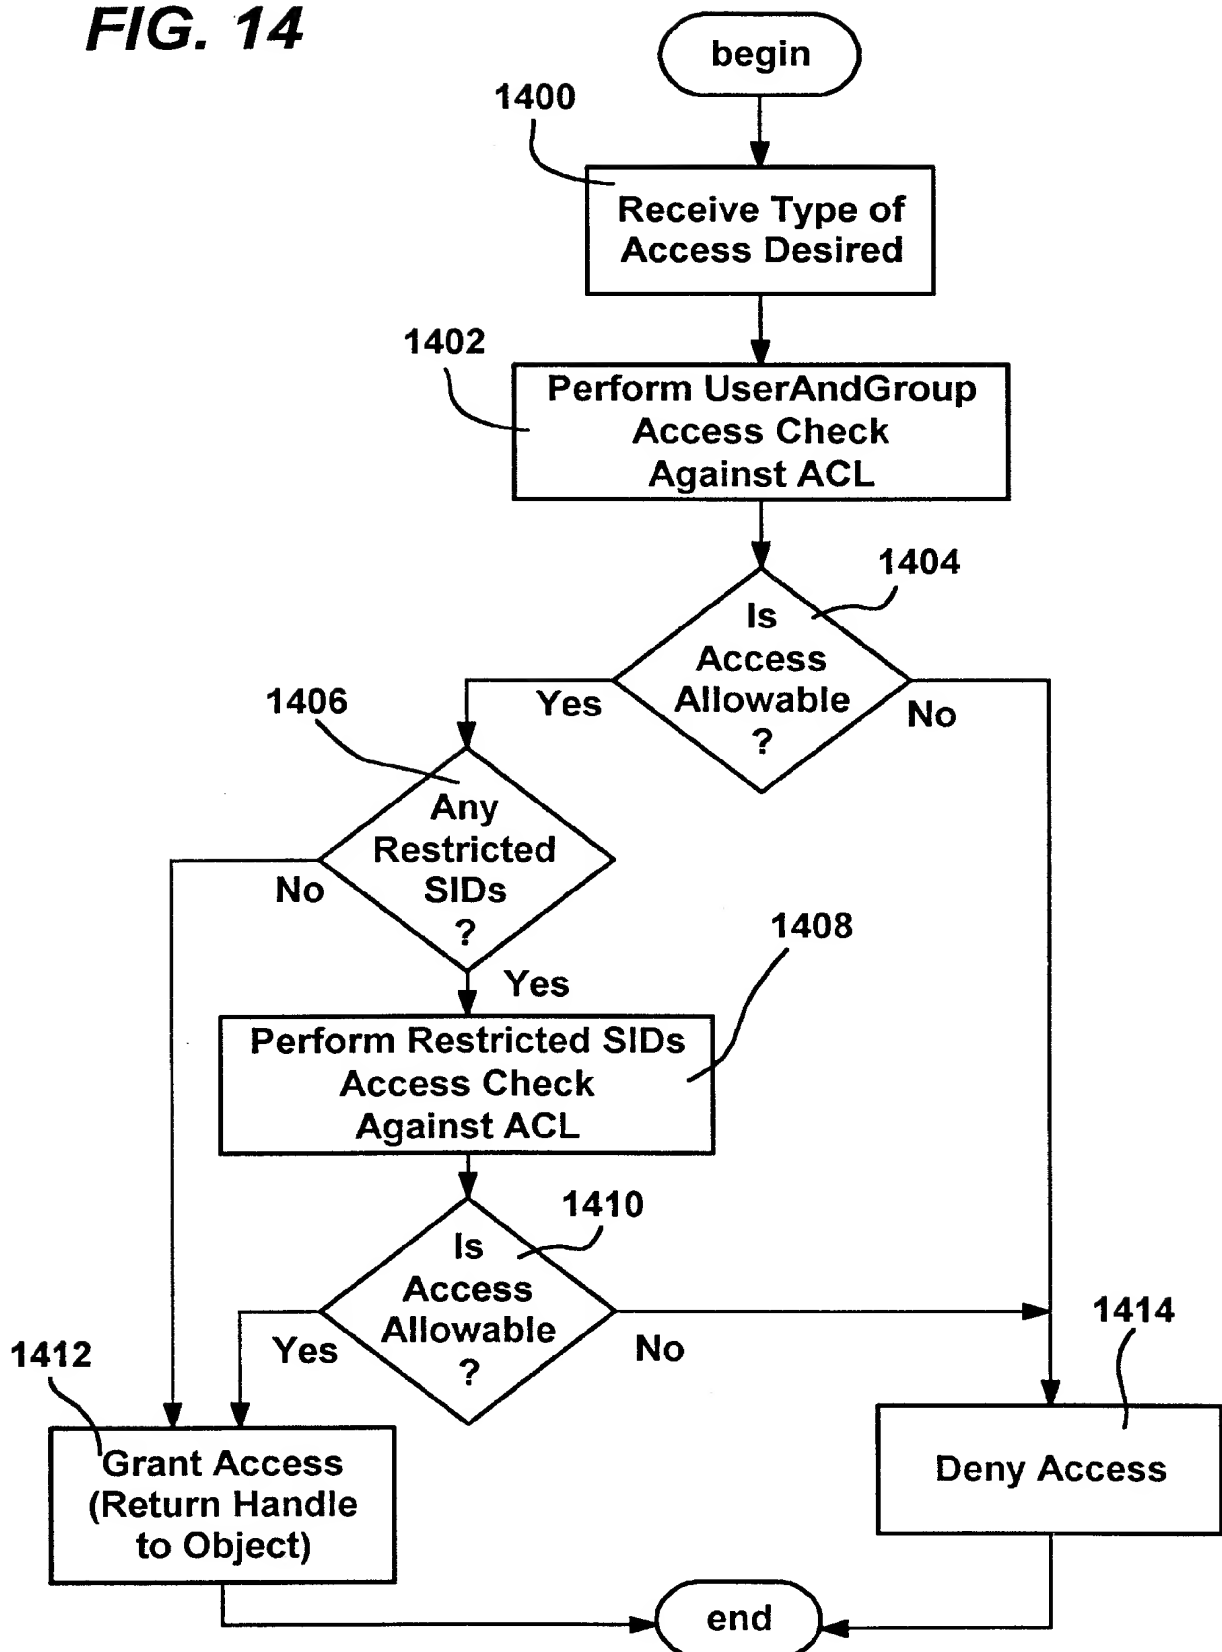 FIG. 14
begin
1400
Receive Type of
Access Desired
1402
Perform UserAndGroup
Access Check
Against ACL
1404
Is
Access
Allowable
?
Yes
No
1406
Any
Restricted
SIDs
?
No
Yes
1408
Perform Restricted SIDs
Access Check
Against ACL
1410
Is
Access
Allowable
?
Yes
No
1412
Grant Access
(Return Handle
to Object)
1414
Deny Access
end